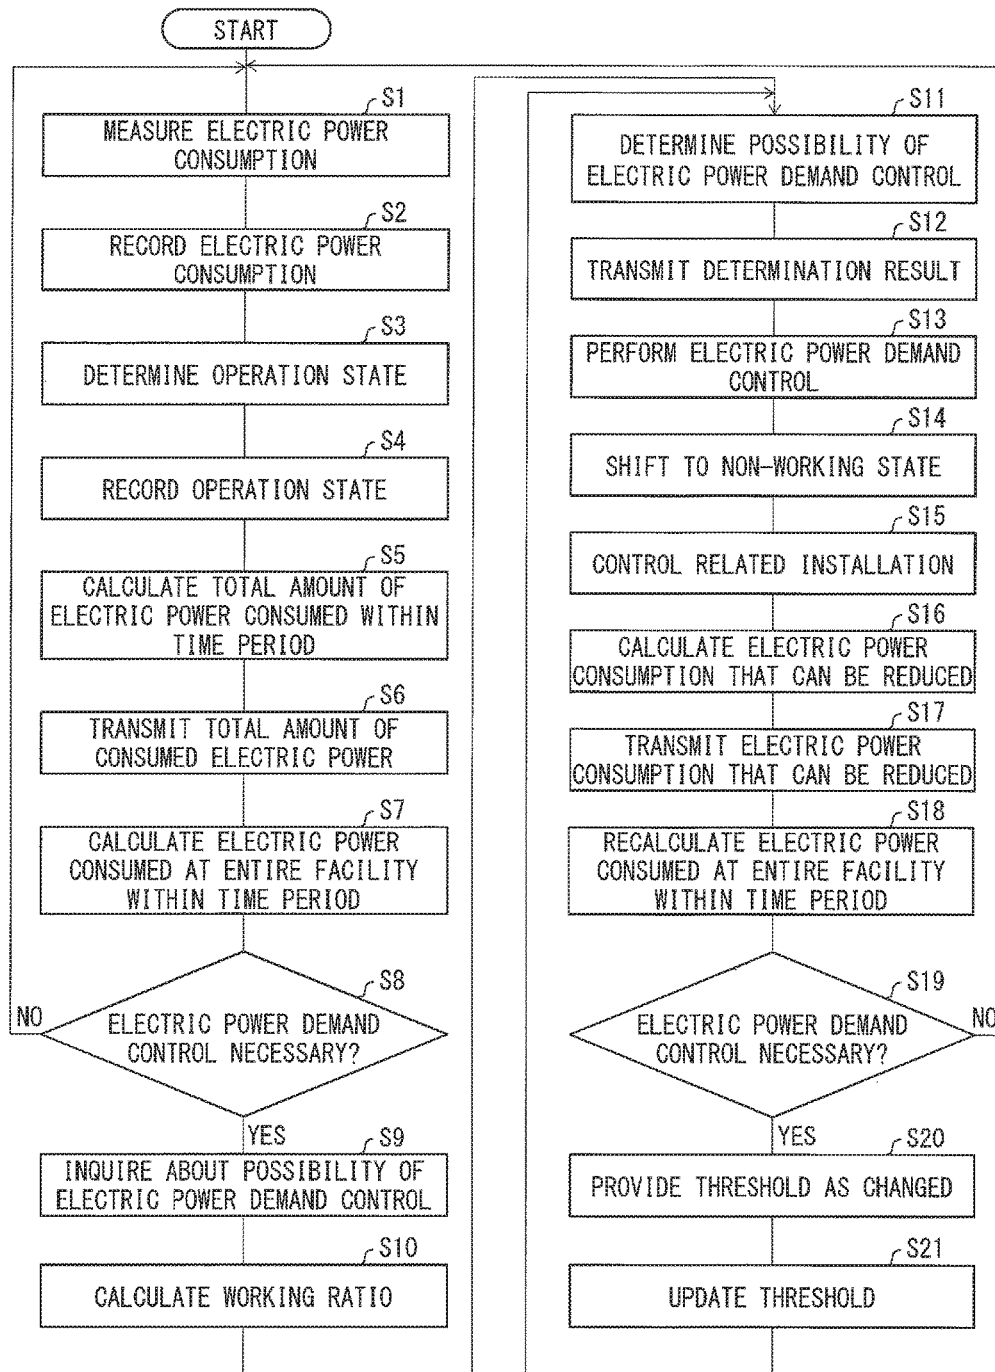 START
S1
MEASURE ELECTRIC POWER
CONSUMPTION
S2
RECORD ELECTRIC POWER
CONSUMPTION
S3
DETERMINE OPERATION STATE
S4
RECORD OPERATION STATE
S5
CALCULATE TOTAL AMOUNT OF
ELECTRIC POWER CONSUMED WITHIN
TIME PERIOD
S6
TRANSMIT TOTAL AMOUNT OF
CONSUMED ELECTRIC POWER
S7
CALCULATE ELECTRIC POWER
CONSUMED AT ENTIRE FACILITY
WITHIN TIME PERIOD
S8
NO
ELECTRIC POWER DEMAND
CONTROL NECESSARY?
YES
S9
INQUIRE ABOUT POSSIBILITY OF
ELECTRIC POWER DEMAND CONTROL
S10
CALCULATE WORKING RATIO
S11
DETERMINE POSSIBILITY OF
ELECTRIC POWER DEMAND CONTROL
S12
TRANSMIT DETERMINATION RESULT
S13
PERFORM ELECTRIC POWER DEMAND
CONTROL
S14
SHIFT TO NON-WORKING STATE
S15
CONTROL RELATED INSTALLATION
S16
CALCULATE ELECTRIC POWER
CONSUMPTION THAT CAN BE REDUCED
S17
TRANSMIT ELECTRIC POWER
CONSUMPTION THAT CAN BE REDUCED
S18
RECALCULATE ELECTRIC POWER
CONSUMED AT ENTIRE FACILITY
WITHIN TIME PERIOD
S19
ELECTRIC POWER DEMAND
CONTROL NECESSARY?
NO
YES
S20
PROVIDE THRESHOLD AS CHANGED
S21
UPDATE THRESHOLD